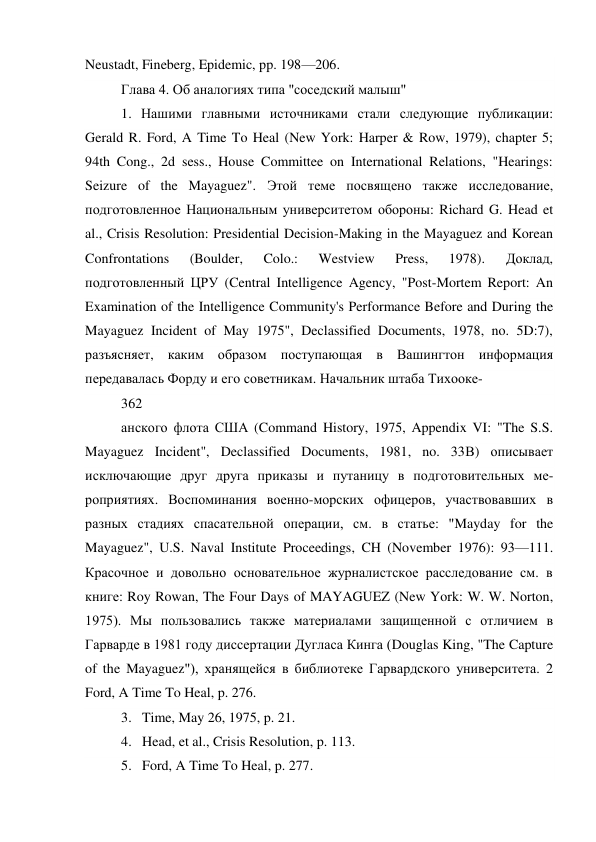 Neustadt, Fineberg, Epidemic, pp. 198—206.
Глава 4. Об аналогиях типа "соседский малыш"
1. Нашими главными источниками стали следующие публикации:
Gerald R. Ford, A Time To Heal (New York: Harper & Row, 1979), chapter 5;
94th Cong., 2d sess., House Committee on International Relations, "Hearings:
Seizure of the Mayaguez". Этой теме посвящено также исследование,
подготовленное Национальным университетом обороны: Richard G. Head et
al., Crisis Resolution: Presidential Decision-Making in the Mayaguez and Korean
Confrontations (Boulder, Colo.: Westview Press, 1978). Доклад,
подготовленный ЦРУ (Central Intelligence Agency, "Post-Mortem Report: An
Examination of the Intelligence Community's Performance Before and During the
Mayaguez Incident of May 1975", Declassified Documents, 1978, no. 5D:7),
разъясняет, каким образом поступающая в Вашингтон информация
передавалась Форду и его советникам. Начальник штаба Тихооке-
362
анского флота США (Command History, 1975, Appendix VI: "The S.S.
Mayaguez Incident", Declassified Documents, 1981, no. 33B) описывает
исключающие друг друга приказы и путаницу в подготовительных ме-
роприятиях. Воспоминания военно-морских офицеров, участвовавших в
разных стадиях спасательной операции, см. в статье: "Mayday for the
Mayaguez", U.S. Naval Institute Proceedings, CH (November 1976): 93—111.
Красочное и довольно основательное журналистское расследование см. в
книге: Roy Rowan, The Four Days of MAYAGUEZ (New York: W. W. Norton,
1975). Мы пользовались также материалами защищенной с отличием в
Гарварде в 1981 году диссертации Дугласа Кинга (Douglas King, "The Capture
of the Mayaguez"), хранящейся в библиотеке Гарвардского университета. 2
Ford, A Time To Heal, p. 276.
3. Time, May 26, 1975, p. 21.
4. Head, et al., Crisis Resolution, p. 113.
5. Ford, A Time To Heal, p. 277.